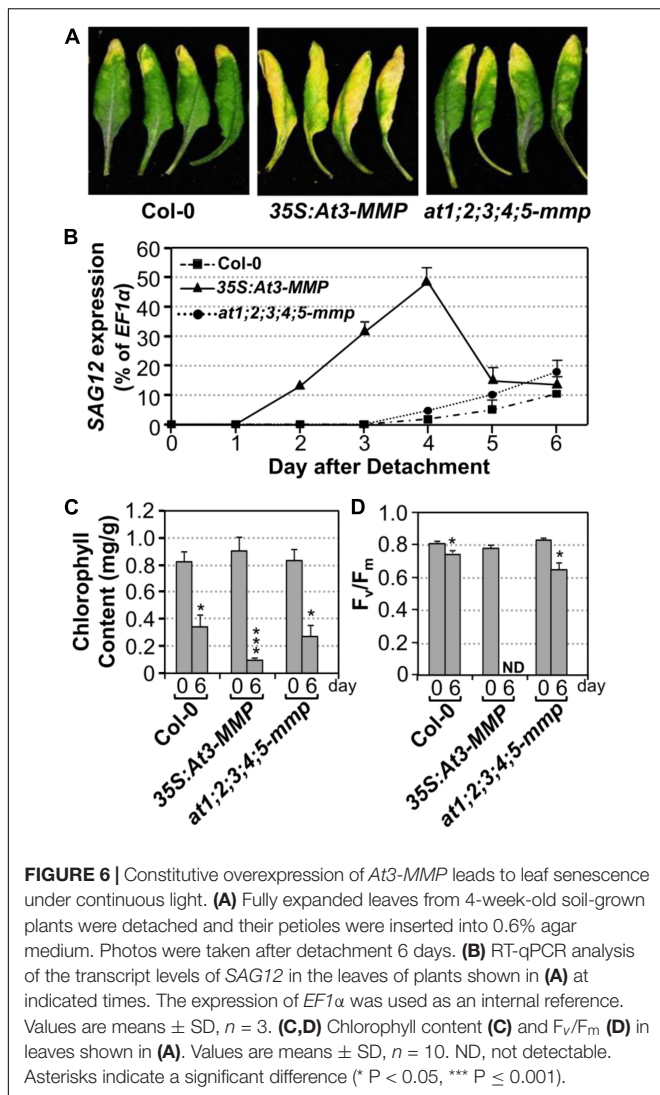 A
Col-0 35S:At3-MMP at1;2;3;4;5-mmp
B
SAG12 expression
(% of EF1α)
60
50
40
30
20
10
0
Col-0
35S:At3-MMP
at1;2;3;4;5-mmp
0 1 2 3 4 5 6
Day after Detachment
C
Chlorophyll
Content (mg/g)
1.2
1.0
0.8
0.6
0.4
0.2
0
*
***
*
0 6 0 6 0 6 day
Col-0
35S:At3-MMP
at1;2;3;4;5-mmp
D
Fv/Fm
1.0
0.8
0.6
0.4
0.2
0
*
ND
*
0 6 0 6 0 6 day
Col-0
35S:At3-MMP
at1;2;3;4;5-mmp
FIGURE 6 | Constitutive overexpression of At3-MMP leads to leaf senescence
under continuous light. (A) Fully expanded leaves from 4-week-old soil-grown
plants were detached and their petioles were inserted into 0.6% agar
medium. Photos were taken after detachment 6 days. (B) RT-qPCR analysis
of the transcript levels of SAG12 in the leaves of plants shown in (A) at
indicated times. The expression of EF1α was used as an internal reference.
Values are means ± SD, n = 3. (C,D) Chlorophyll content (C) and Fv/Fm (D) in
leaves shown in (A). Values are means ± SD, n = 10. ND, not detectable.
Asterisks indicate a significant difference (* P < 0.05, *** P ≤ 0.001).